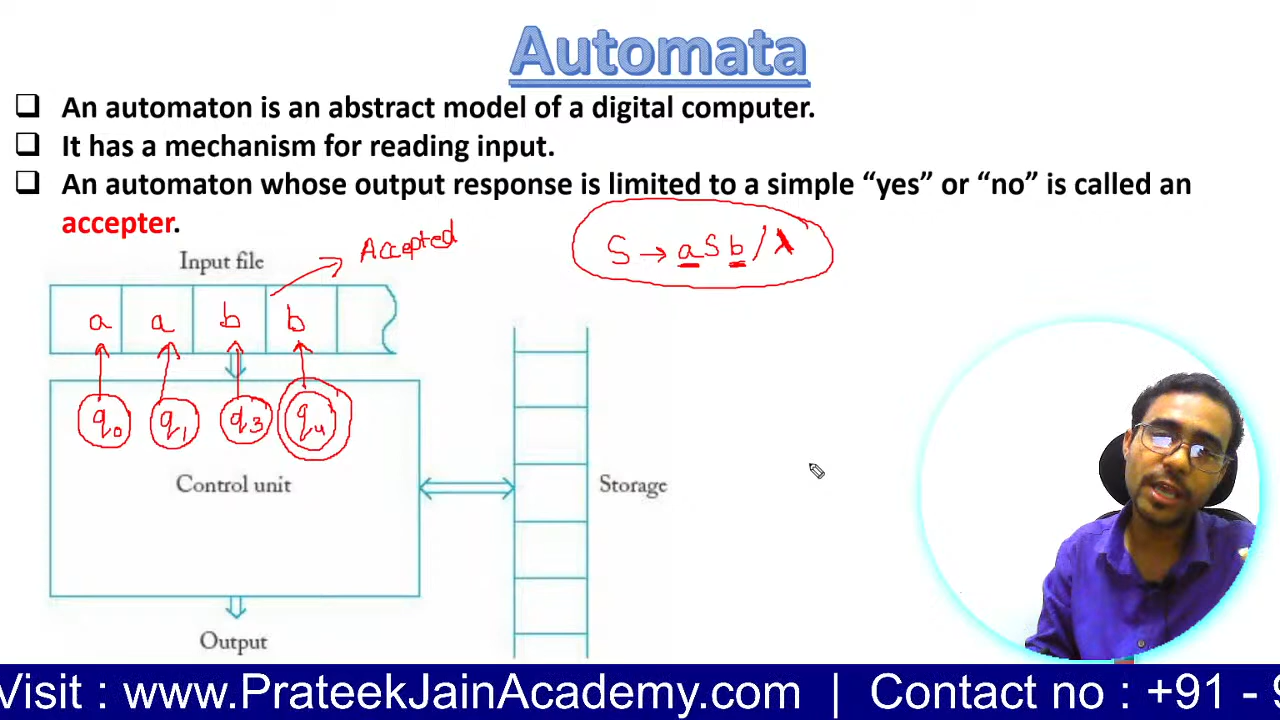 Automata
❑ An automaton is an abstract model of a digital computer.
❑ It has a mechanism for reading input.
❑ An automaton whose output response is limited to a simple “yes” or “no” is called an
accepter.
Accepted
S → a S b / λ
Input file
a a b b
q0 q1 q3 q4
Control unit
Storage
Output
Visit : www.PrateekJainAcademy.com | Contact no : +91 - 9